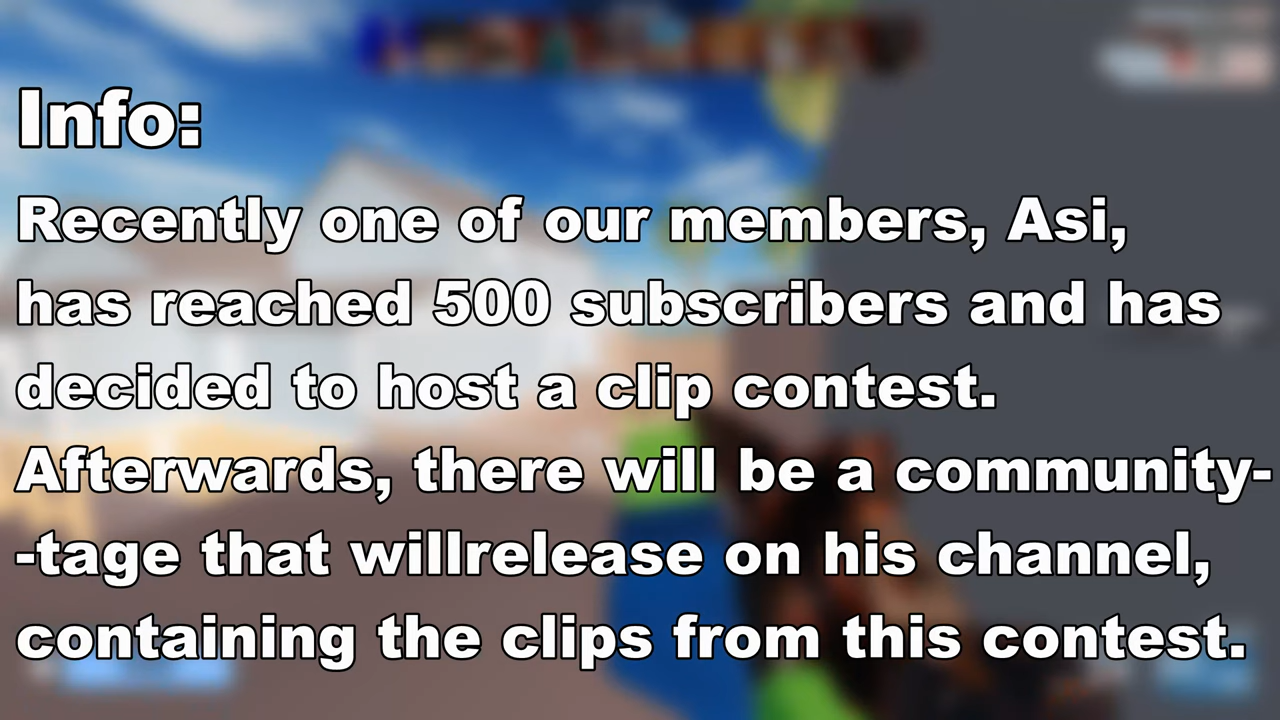 Info:
Recently one of our members, Asi,
has reached 500 subscribers and has
decided to host a clip contest.
Afterwards, there will be a community-
-tage that willrelease on his channel,
containing the clips from this contest.